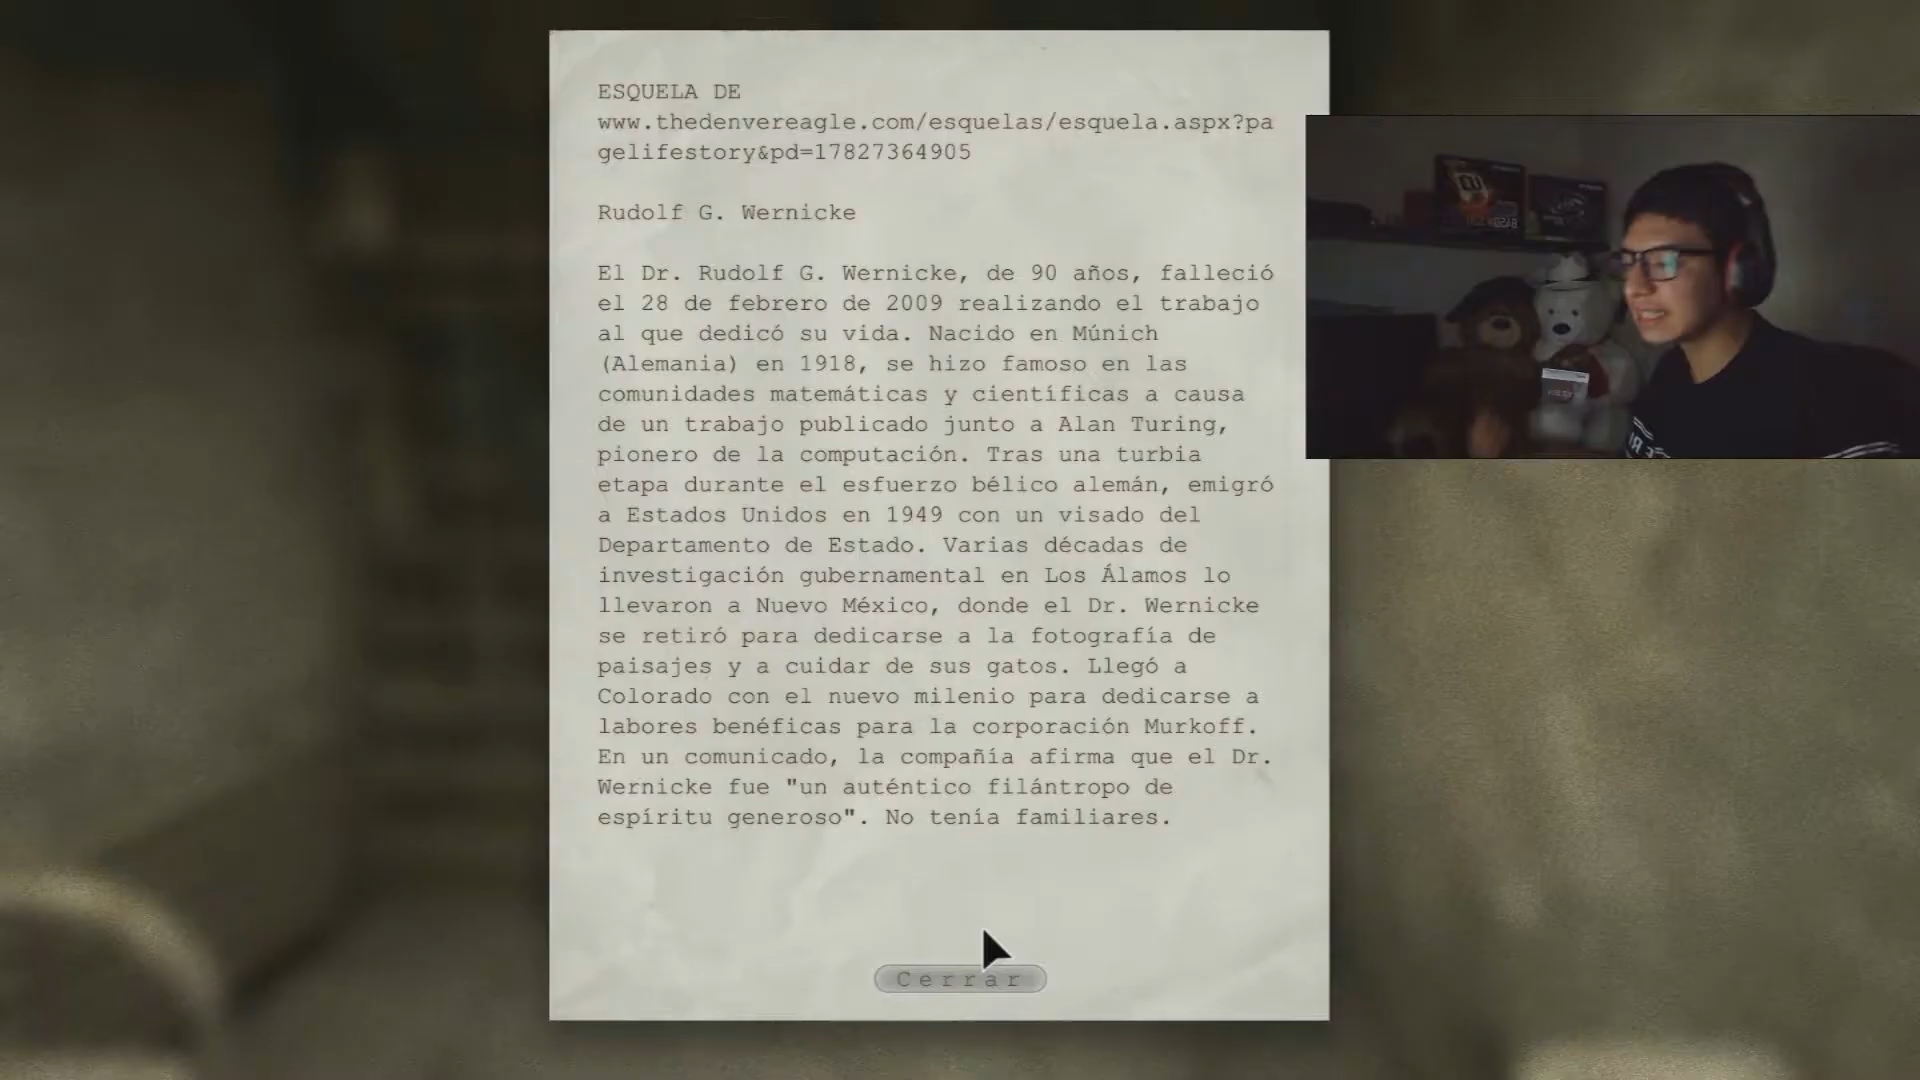 ESQUELA DE
www.thedenvereagle.com/esquelas/esquela.aspx?pa
gelifestory&pd=17827364905
Rudolf G. Wernicke
El Dr. Rudolf G. Wernicke, de 90 años, falleció
el 28 de febrero de 2009 realizando el trabajo
al que dedicó su vida. Nacido en Múnich
(Alemania) en 1918, se hizo famoso en las
comunidades matemáticas y científicas a causa
de un trabajo publicado junto a Alan Turing,
pionero de la computación. Tras una turbia
etapa durante el esfuerzo bélico alemán, emigró
a Estados Unidos en 1949 con un visado del
Departamento de Estado. Varias décadas de
investigación gubernamental en Los Álamos lo
llevaron a Nuevo México, donde el Dr. Wernicke
se retiró para dedicarse a la fotografía de
paisajes y a cuidar de sus gatos. Llegó a
Colorado con el nuevo milenio para dedicarse a
labores benéficas para la corporación Murkoff.
En un comunicado, la compañía afirma que el Dr.
Wernicke fue "un auténtico filántropo de
espíritu generoso". No tenía familiares.
Cerrar